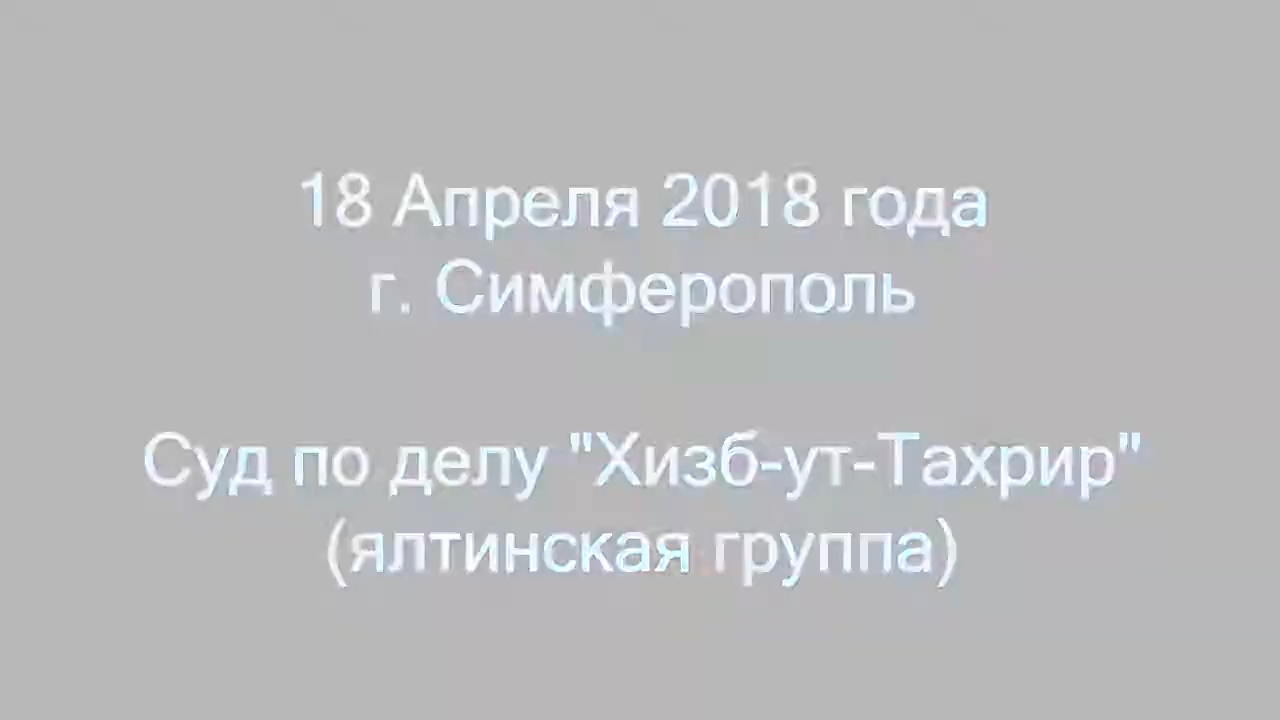 18 Апреля 2018 года
г. Симферополь
Суд по делу "Хизб-ут-Тахрир"
(ялтинская группа)